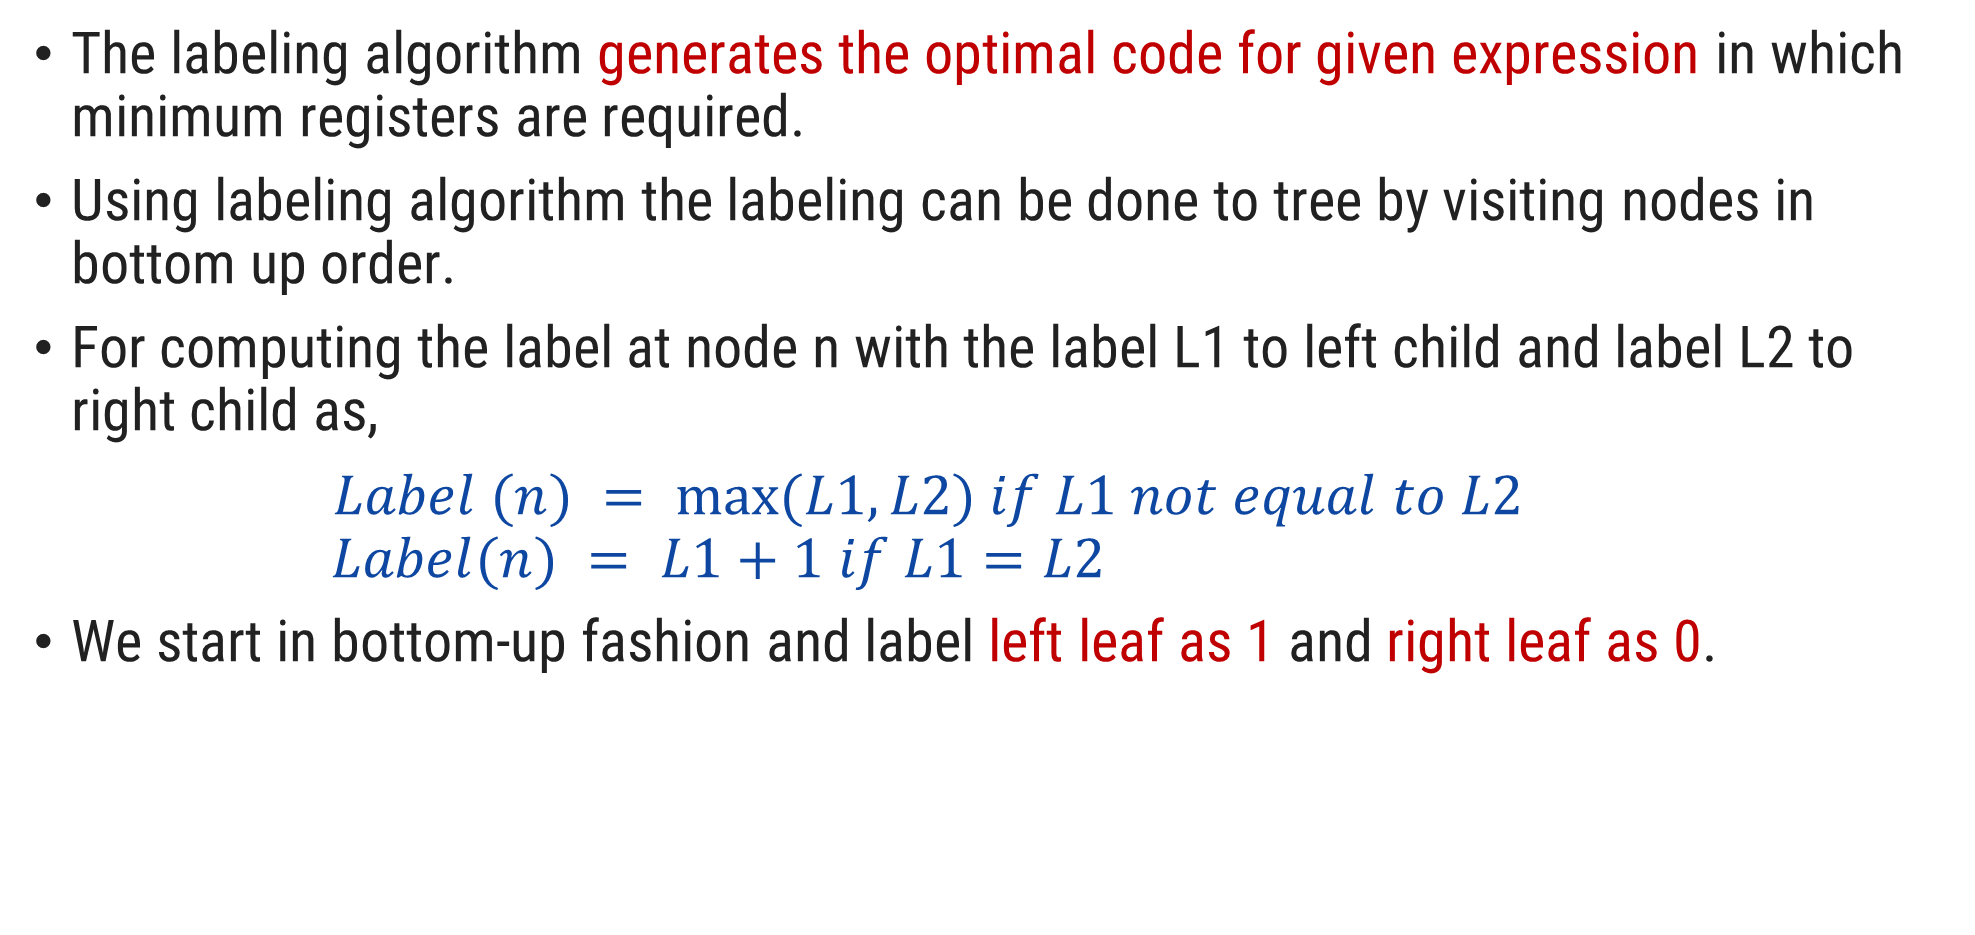 • The labeling algorithm generates the optimal code for given expression in which
minimum registers are required.
• Using labeling algorithm the labeling can be done to tree by visiting nodes in
bottom up order.
• For computing the label at node n with the label L1 to left child and label L2 to
right child as,
Label (n) = max(L1, L2) if L1 not equal to L2
Label(n) = L1 + 1 if L1 = L2
• We start in bottom-up fashion and label left leaf as 1 and right leaf as 0.